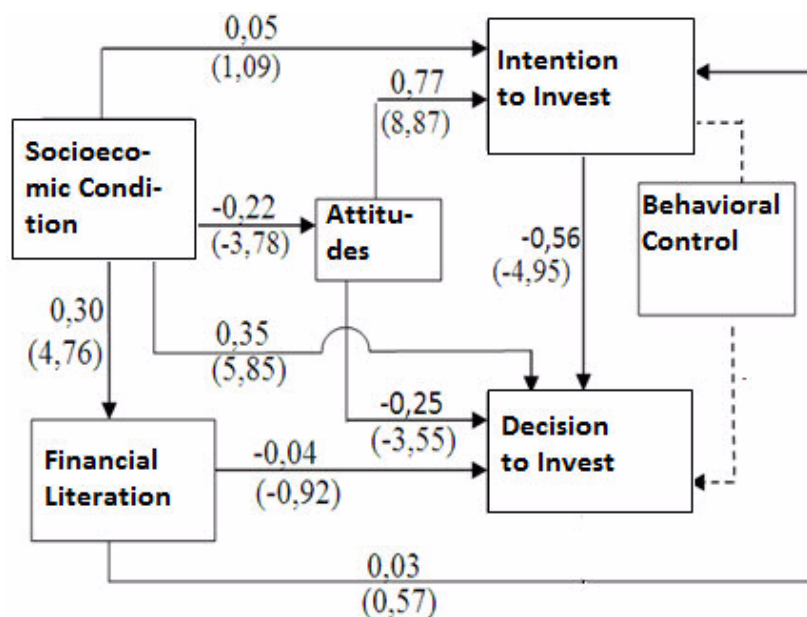 0,05
(1,09)
Intention
to Invest
0,77
(8,87)
Socioeco-
mic Condi-
tion
-0,22
(-3,78)
Attitu-
des
Behavioral
Control
-0,56
(-4,95)
0,30
(4,76)
0,35
(5,85)
-0,25
(-3,55)
Decision
to Invest
Financial
Literation
-0,04
(-0,92)
0,03
(0,57)